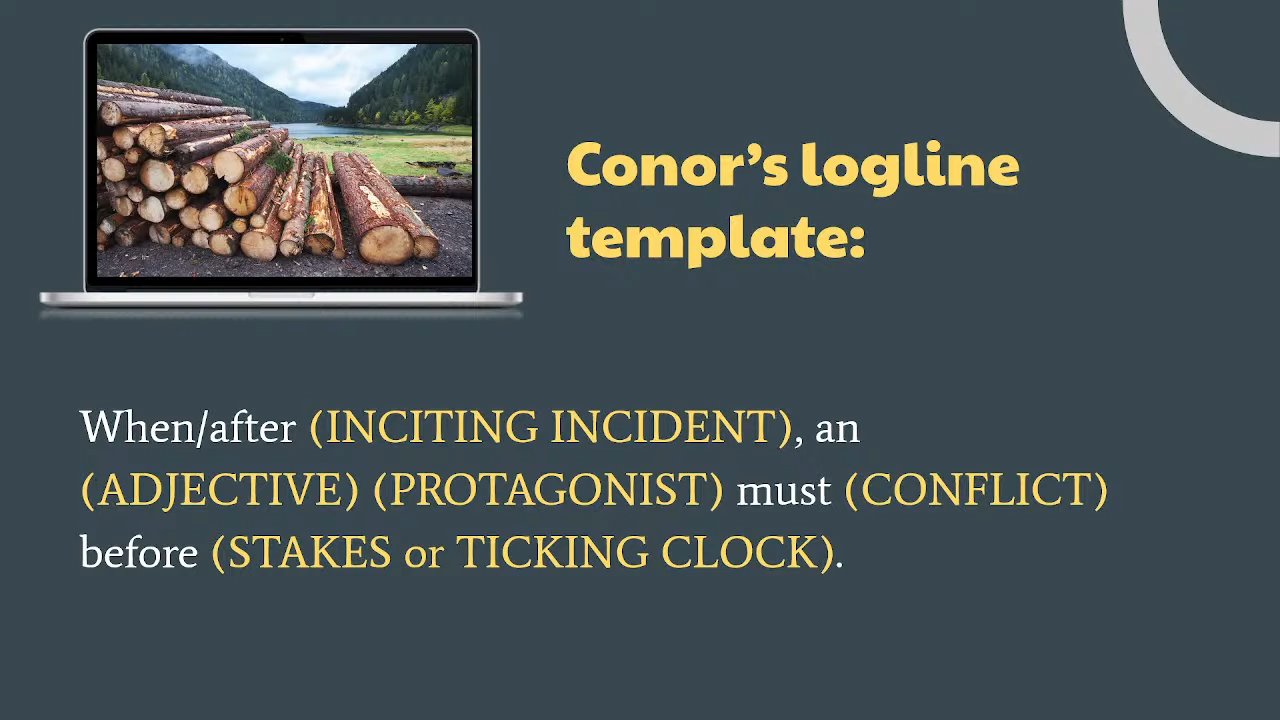 Conor’s logline
template:
When/after (INCITING INCIDENT), an
(ADJECTIVE) (PROTAGONIST) must (CONFLICT)
before (STAKES or TICKING CLOCK).